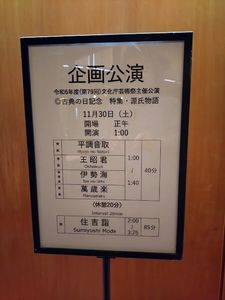 企画公演
令和6年度(第79回)文化庁芸術祭主催公演
◎古典の日記念 特集・源氏物語
11月30日(土)
開場 正午
開演 1:00
平調音取
Hyojo no Netori
王昭君
Oshokun
伊勢海
Ise no Umi
萬歳楽
Manzairaku
1:00
1:40
40分
(休憩20分)
Interval 20min
住吉詣
Sumiyoshi Mode
2:00
3:25
85分